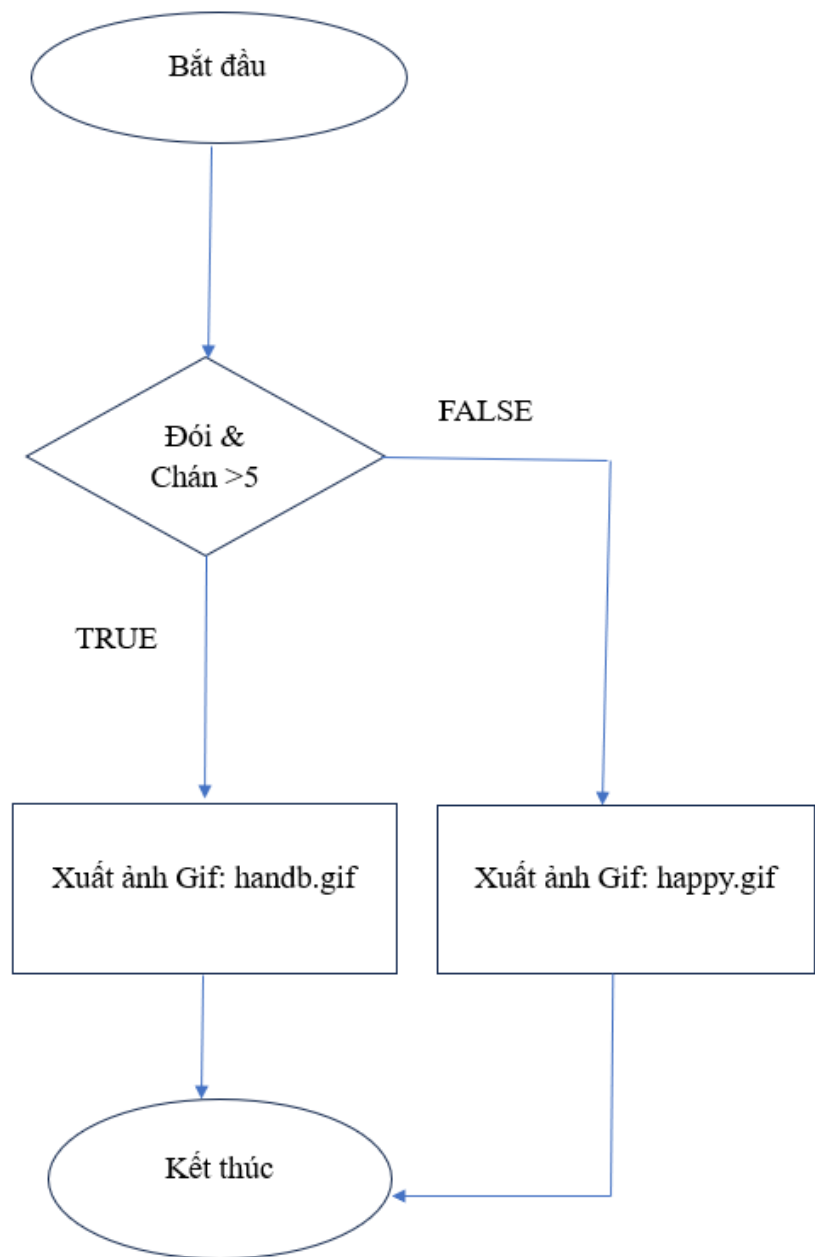 Bắt đầu
Đói &
Chán >5
FALSE
TRUE
Xuất ảnh Gif: handb.gif
Xuất ảnh Gif: happy.gif
Kết thúc